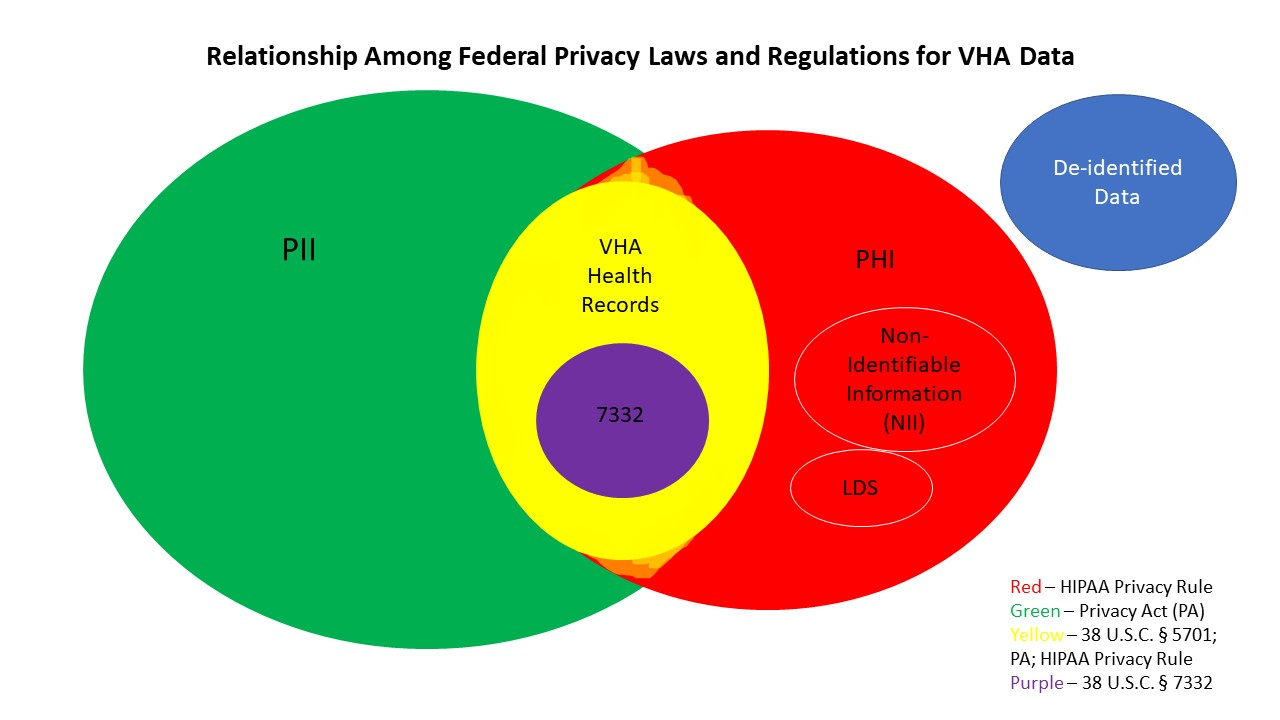 Relationship Among Federal Privacy Laws and Regulations for VHA Data
De-identified
Data
PII
VHA
Health
Records
PHI
Non-
Identifiable
Information
(NII)
7332
LDS
Red – HIPAA Privacy Rule
Green – Privacy Act (PA)
Yellow – 38 U.S.C. § 5701;
PA; HIPAA Privacy Rule
Purple – 38 U.S.C. § 7332